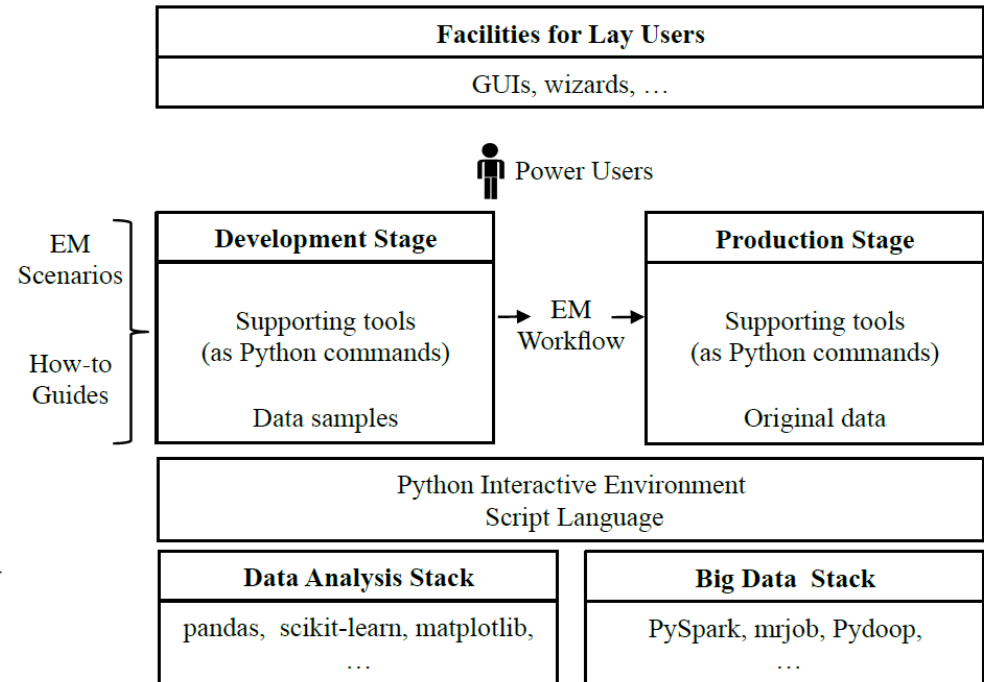 Facilities for Lay Users
GUIs, wizards, …
Power Users
EM
Scenarios
How-to
Guides
Development Stage
Supporting tools
(as Python commands)
Data samples
EM
Workflow
Production Stage
Supporting tools
(as Python commands)
Original data
Python Interactive Environment
Script Language
Data Analysis Stack
pandas, scikit-learn, matplotlib,
…
Big Data Stack
PySpark, mrjob, Pydoop,
…